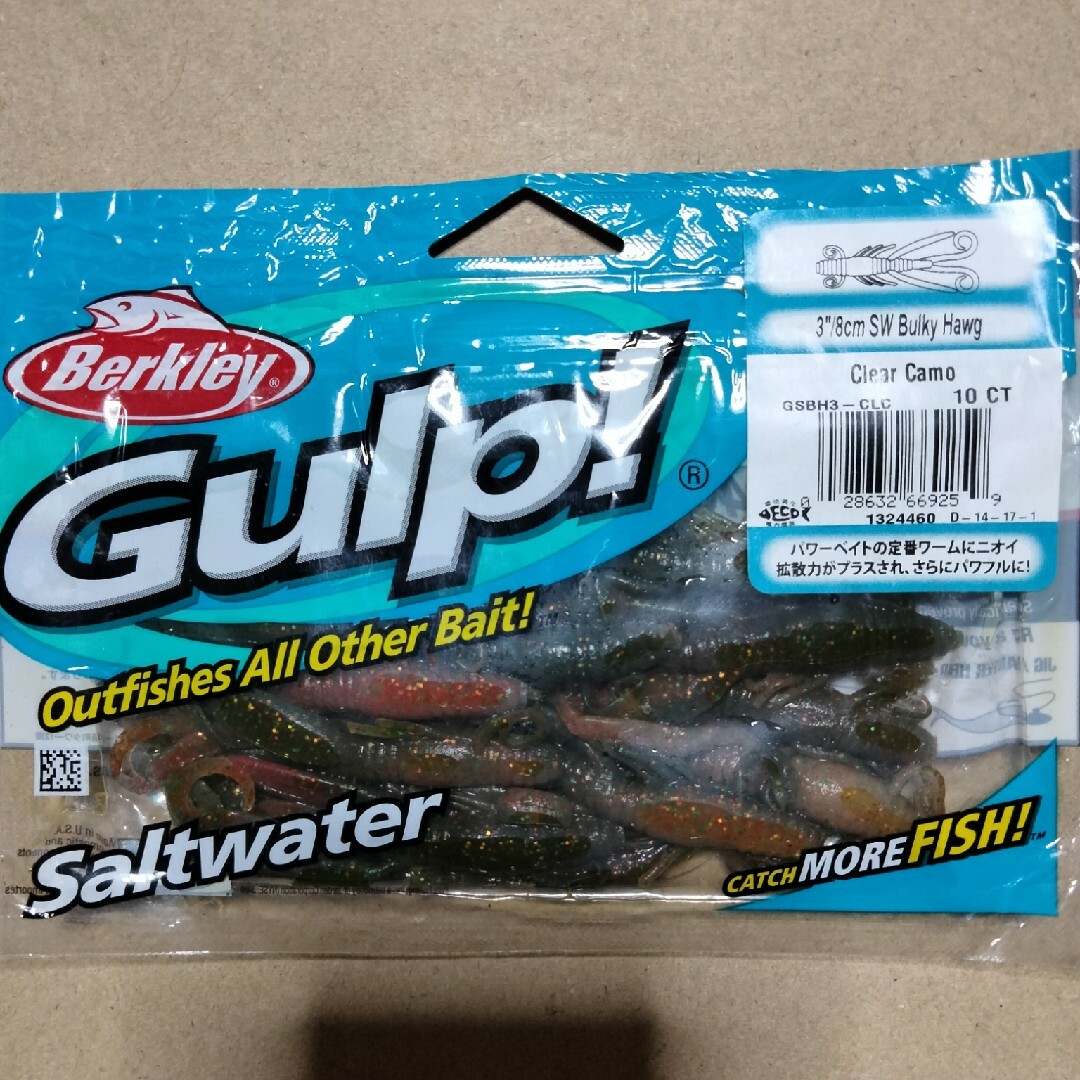 Berkley®
Gulp!®
Outfishes All Other Bait!
Saltwater
3"/8cm SW Bulky Hawg
Clear Camo
GSBH3-CLC 10 CT
0 28632 66925 9
1324460 D-14-17-1
FECO
パワーベイトの定番ワームにニオイ
拡散力がプラスされ、さらにパワフルに!
CATCH MORE FISH!™